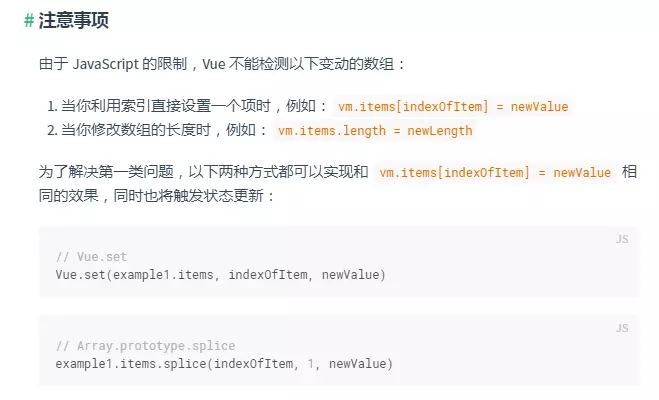 # 注意事项
由于 JavaScript 的限制，Vue 不能检测以下变动的数组：
1. 当你利用索引直接设置一个项时，例如： vm.items[indexOfItem] = newValue
2. 当你修改数组的长度时，例如： vm.items.length = newLength
为了解决第一类问题，以下两种方式都可以实现和 vm.items[indexOfItem] = newValue 相
同的效果，同时也将触发状态更新：
JS
// Vue.set
Vue.set(example1.items, indexOfItem, newValue)
JS
// Array.prototype.splice
example1.items.splice(indexOfItem, 1, newValue)